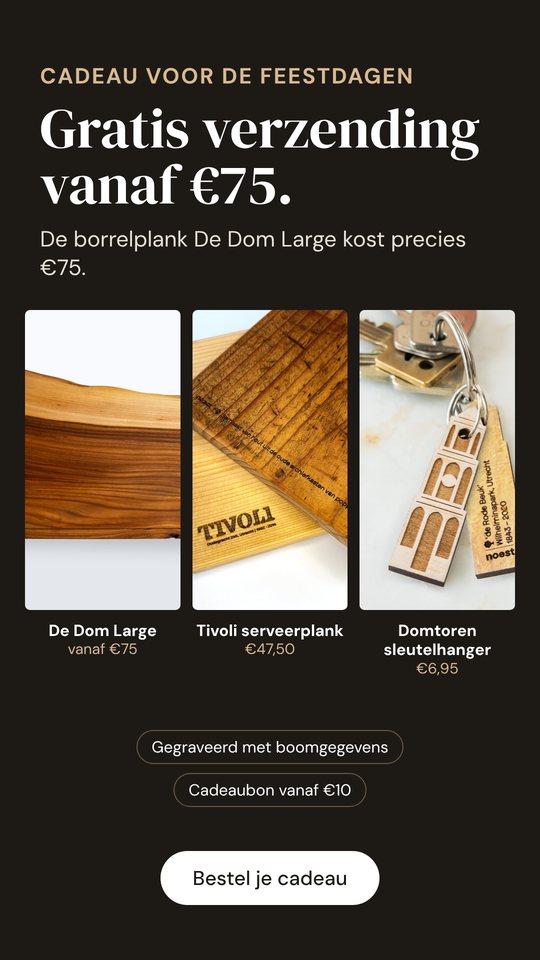 CADEAU VOOR DE FEESTDAGEN
Gratis verzending
vanaf €75.
De borrelplank De Dom Large kost precies
€75.
TIVOLI
'de Rode Beuk'
Wilhelminapark, Utrecht
1843 - 2020
noest
De Dom Large
vanaf €75
Tivoli serveerplank
€47,50
Domtoren
sleutelhanger
€6,95
Gegraveerd met boomgegevens
Cadeaubon vanaf €10
Bestel je cadeau